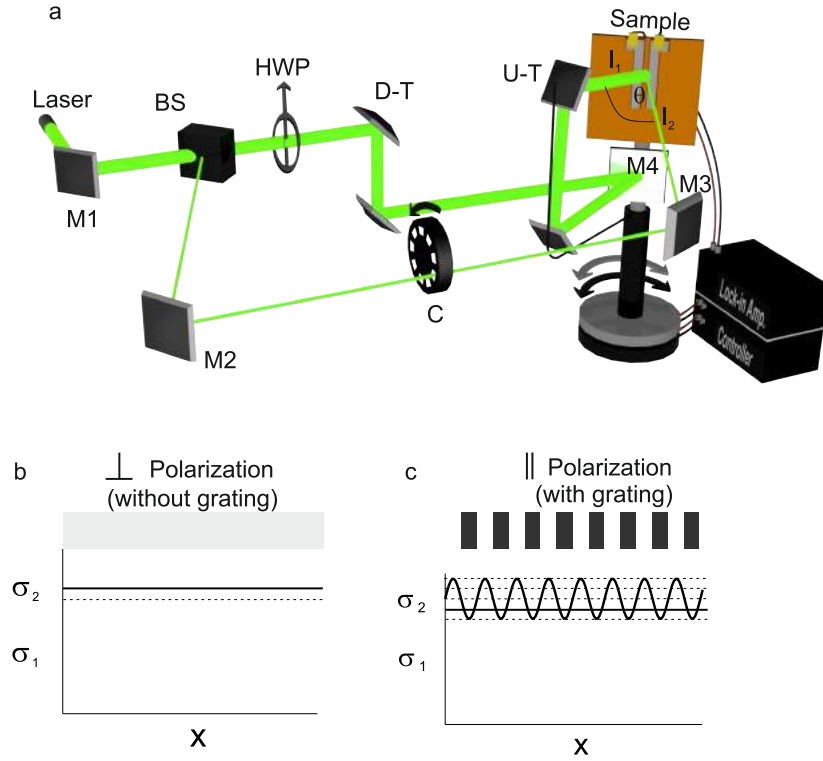 a
Sample
Laser
BS
HWP
D-T
U-T
I1
θ
I2
M1
M4
M3
C
M2
Lock-in Amp.
Controller
b
⊥ Polarization
(without grating)
σ2
σ1
X
c
|| Polarization
(with grating)
σ2
σ1
X